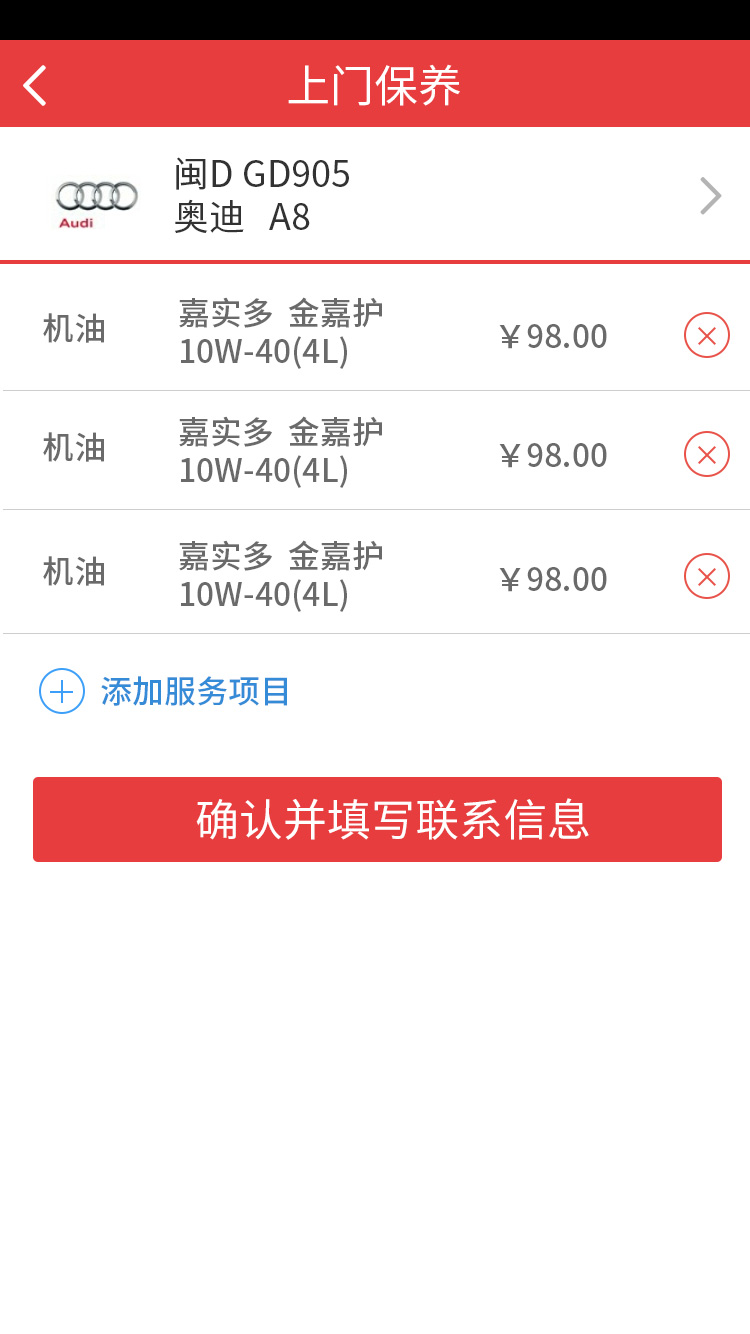 上门保养
闽D GD905
Audi
奥迪 A8
机油
嘉实多 金嘉护
10W-40(4L)
￥98.00
机油
嘉实多 金嘉护
10W-40(4L)
￥98.00
机油
嘉实多 金嘉护
10W-40(4L)
￥98.00
添加服务项目
确认并填写联系信息